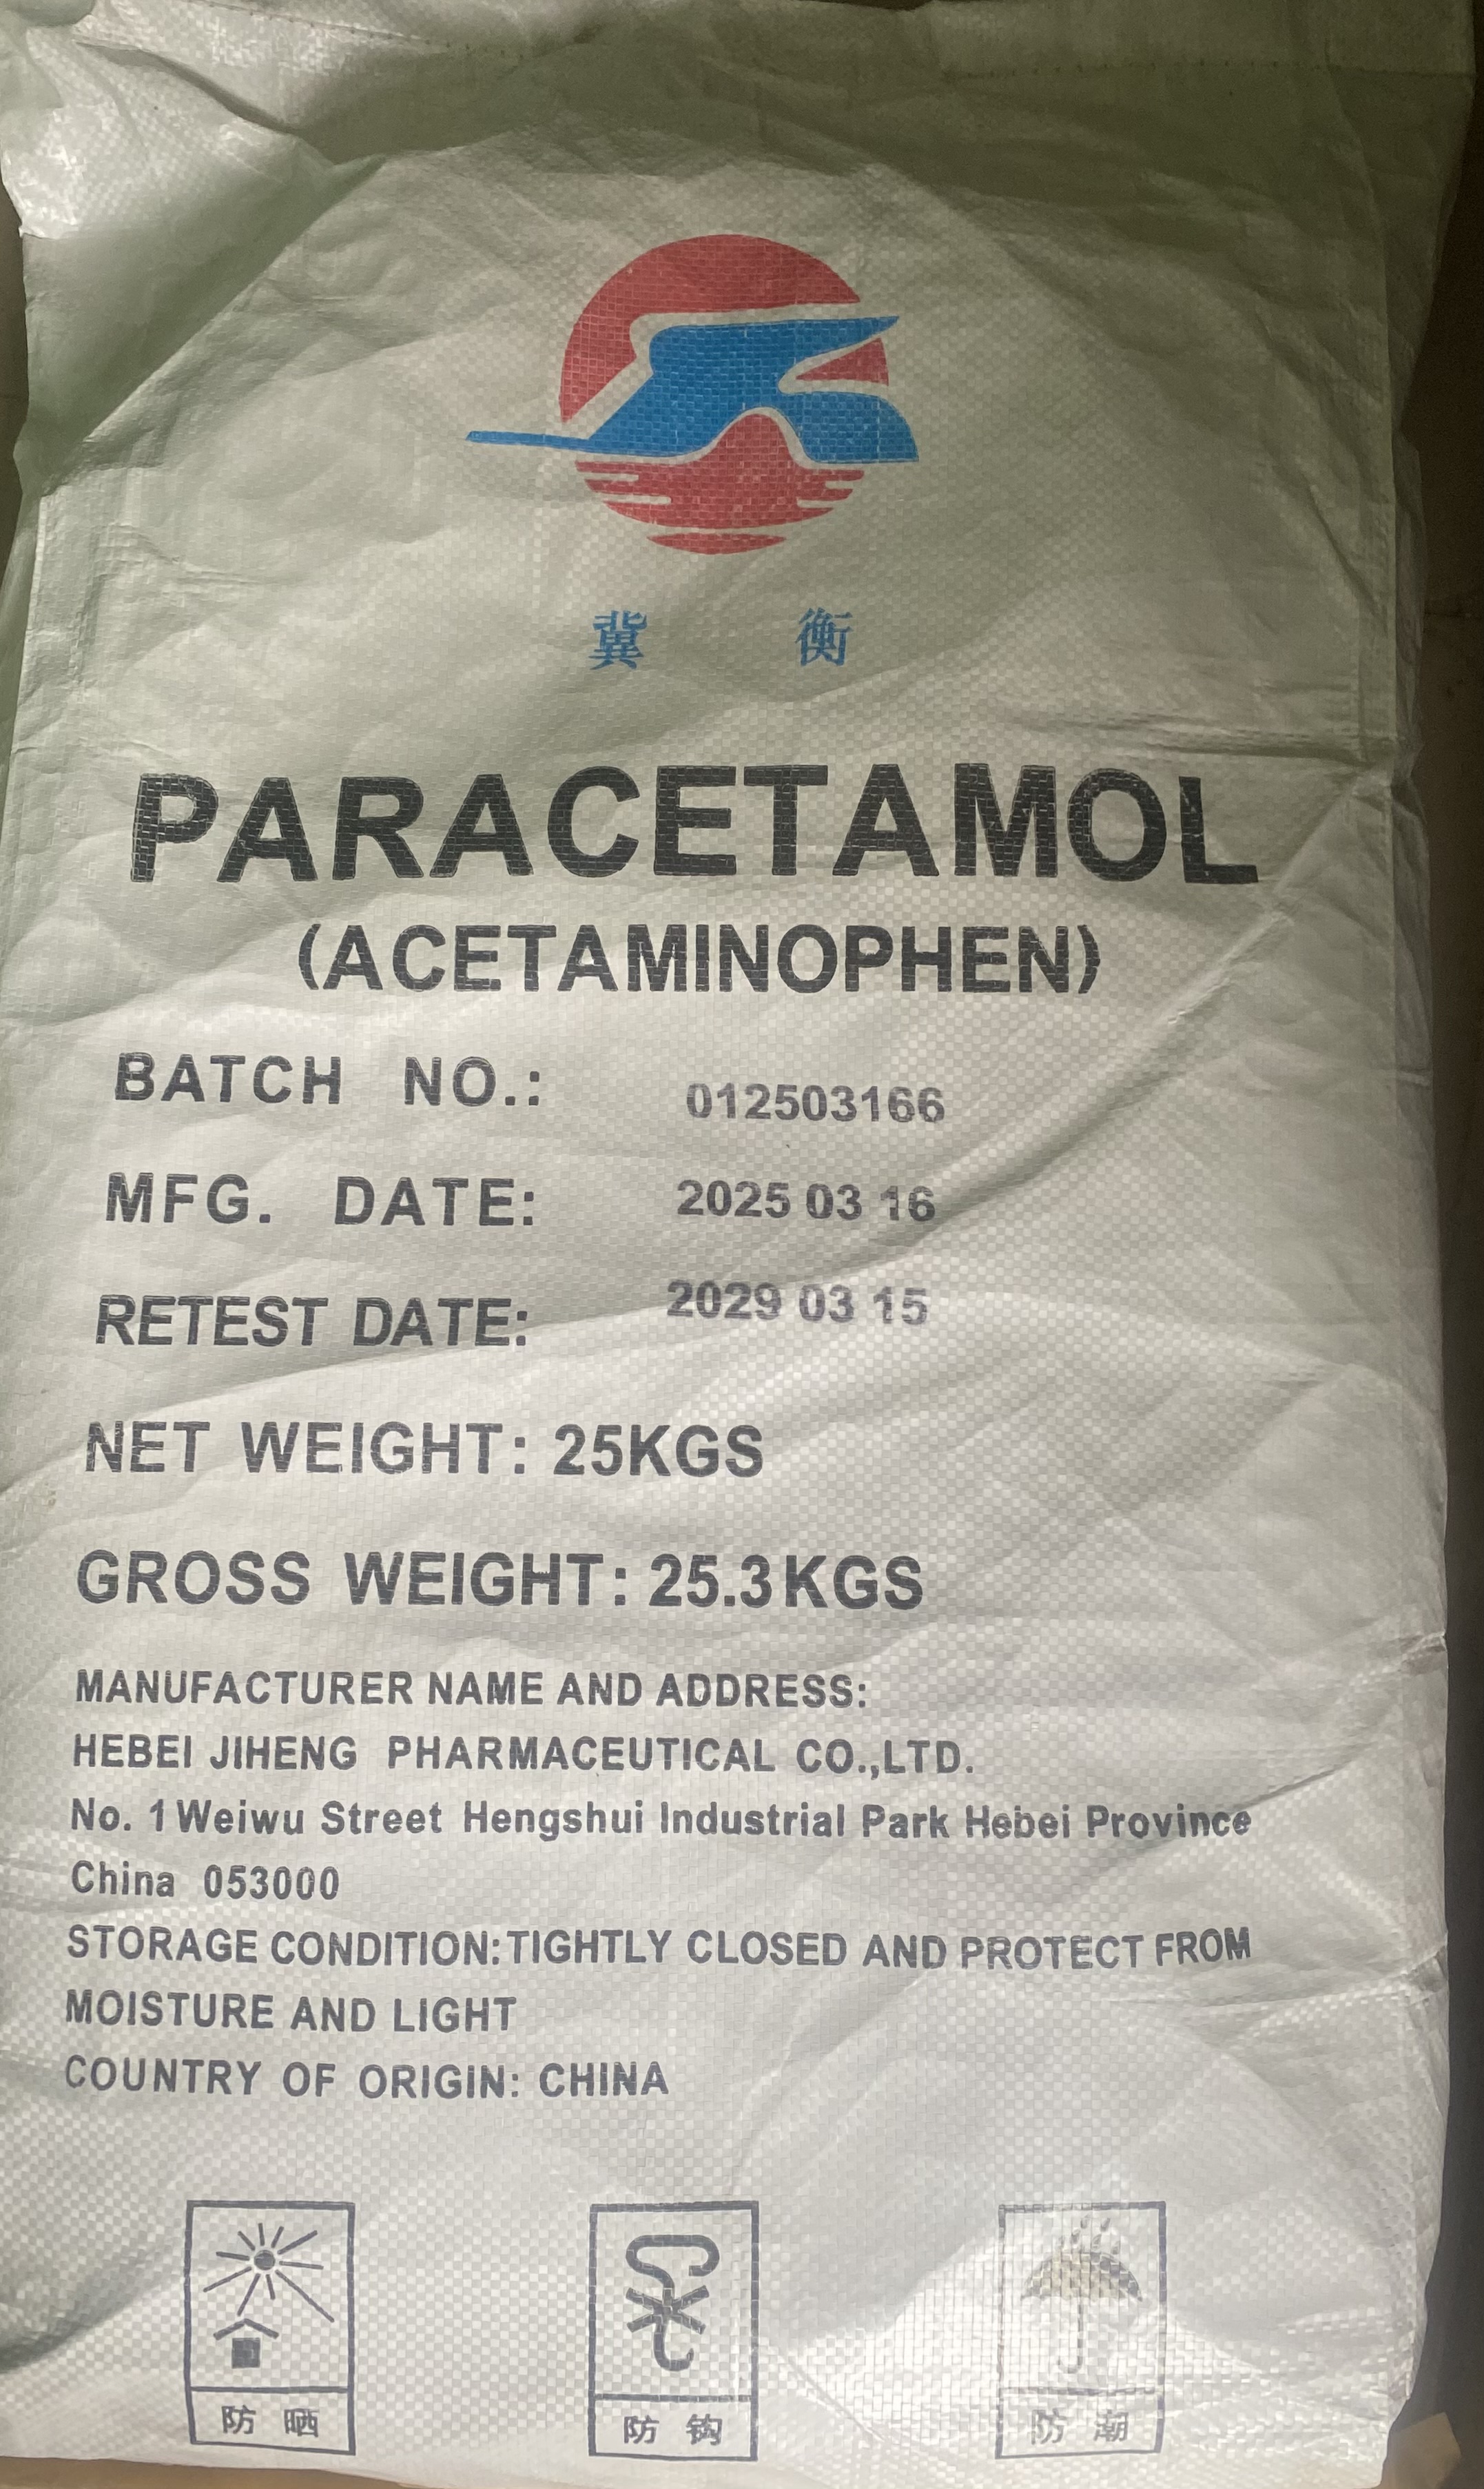 冀 衡
PARACETAMOL
(ACETAMINOPHEN)
BATCH NO.: 012503166
MFG. DATE: 2025 03 16
RETEST DATE: 2029 03 15
NET WEIGHT: 25KGS
GROSS WEIGHT: 25.3KGS
MANUFACTURER NAME AND ADDRESS:
HEBEI JIHENG PHARMACEUTICAL CO.,LTD.
No. 1 Weiwu Street Hengshui Industrial Park Hebei Province
China 053000
STORAGE CONDITION: TIGHTLY CLOSED AND PROTECT FROM
MOISTURE AND LIGHT
COUNTRY OF ORIGIN: CHINA
防 晒
防 钩
防 潮